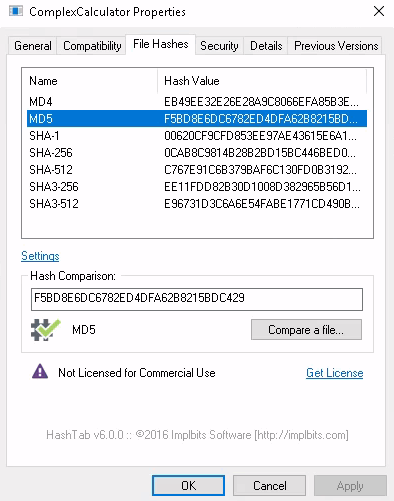 ComplexCalculator Properties
General Compatibility File Hashes Security Details Previous Versions
Name Hash Value
MD4 EB49EE32E26E28A9C8066EFA85B3E...
MD5 F5BD8E6DC6782ED4DFA62B8215BD...
SHA-1 00620CF9CFD853EE97AE43615E6A1...
SHA-256 0CAB8C9814B28B2BD15BC446BED0...
SHA-512 C767E91C6B379BAF6C130FD0B3192...
SHA3-256 EE11FDD82B30D1008D382965B56D1...
SHA3-512 E96731D3C6A6E54FABE1771CD490B...
Settings
Hash Comparison:
F5BD8E6DC6782ED4DFA62B8215BDC429
MD5 Compare a file...
Not Licensed for Commercial Use Get License
HashTab v6.0.0 :: ©2016 Implbits Software [http://implbits.com]
OK Cancel Apply